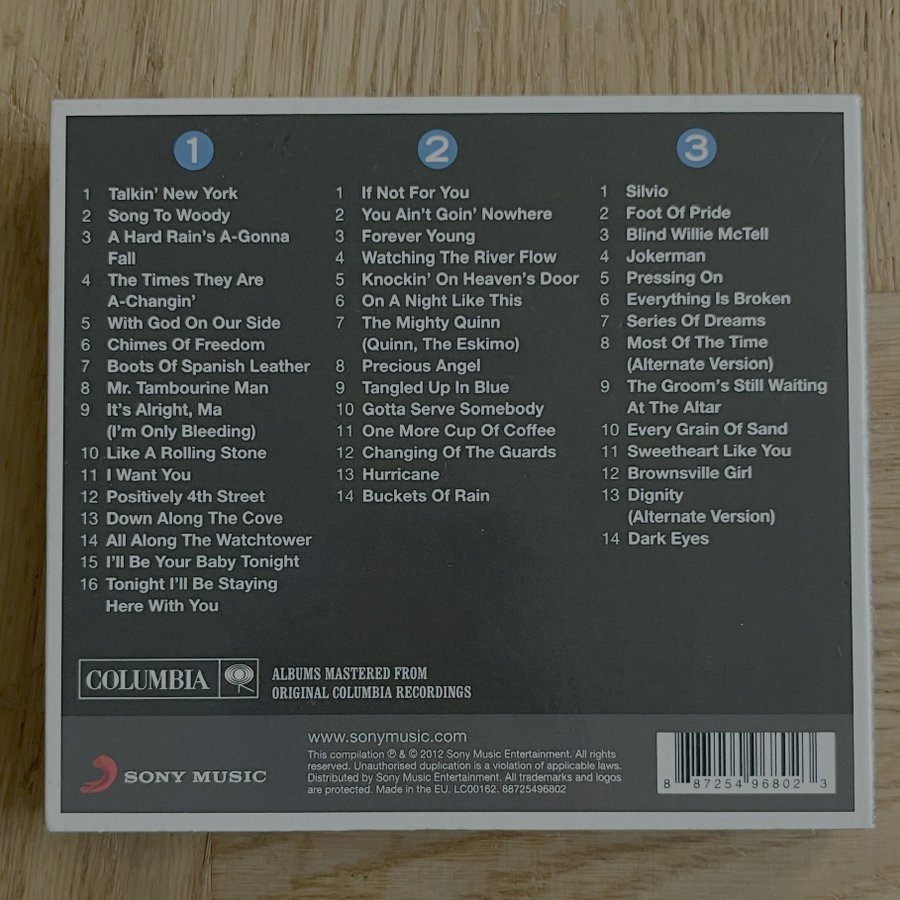 1
1 Talkin' New York
2 Song To Woody
3 A Hard Rain's A-Gonna
Fall
4 The Times They Are
A-Changin'
5 With God On Our Side
6 Chimes Of Freedom
7 Boots Of Spanish Leather
8 Mr. Tambourine Man
9 It's Alright, Ma
(I'm Only Bleeding)
10 Like A Rolling Stone
11 I Want You
12 Positively 4th Street
13 Down Along The Cove
14 All Along The Watchtower
15 I'll Be Your Baby Tonight
16 Tonight I'll Be Staying
Here With You
2
1 If Not For You
2 You Ain't Goin' Nowhere
3 Forever Young
4 Watching The River Flow
5 Knockin' On Heaven's Door
6 On A Night Like This
7 The Mighty Quinn
(Quinn, The Eskimo)
8 Precious Angel
9 Tangled Up In Blue
10 Gotta Serve Somebody
11 One More Cup Of Coffee
12 Changing Of The Guards
13 Hurricane
14 Buckets Of Rain
3
1 Silvio
2 Foot Of Pride
3 Blind Willie McTell
4 Jokerman
5 Pressing On
6 Everything Is Broken
7 Series Of Dreams
8 Most Of The Time
(Alternate Version)
9 The Groom's Still Waiting
At The Altar
10 Every Grain Of Sand
11 Sweetheart Like You
12 Brownsville Girl
13 Dignity
(Alternate Version)
14 Dark Eyes
COLUMBIA
ALBUMS MASTERED FROM
ORIGINAL COLUMBIA RECORDINGS
SONY MUSIC
www.sonymusic.com
This compilation ℗ & © 2012 Sony Music Entertainment. All rights
reserved. Unauthorised duplication is a violation of applicable laws.
Distributed by Sony Music Entertainment. All trademarks and logos
are protected. Made in the EU. LC00162. 88725496802
8 87254 96802 3